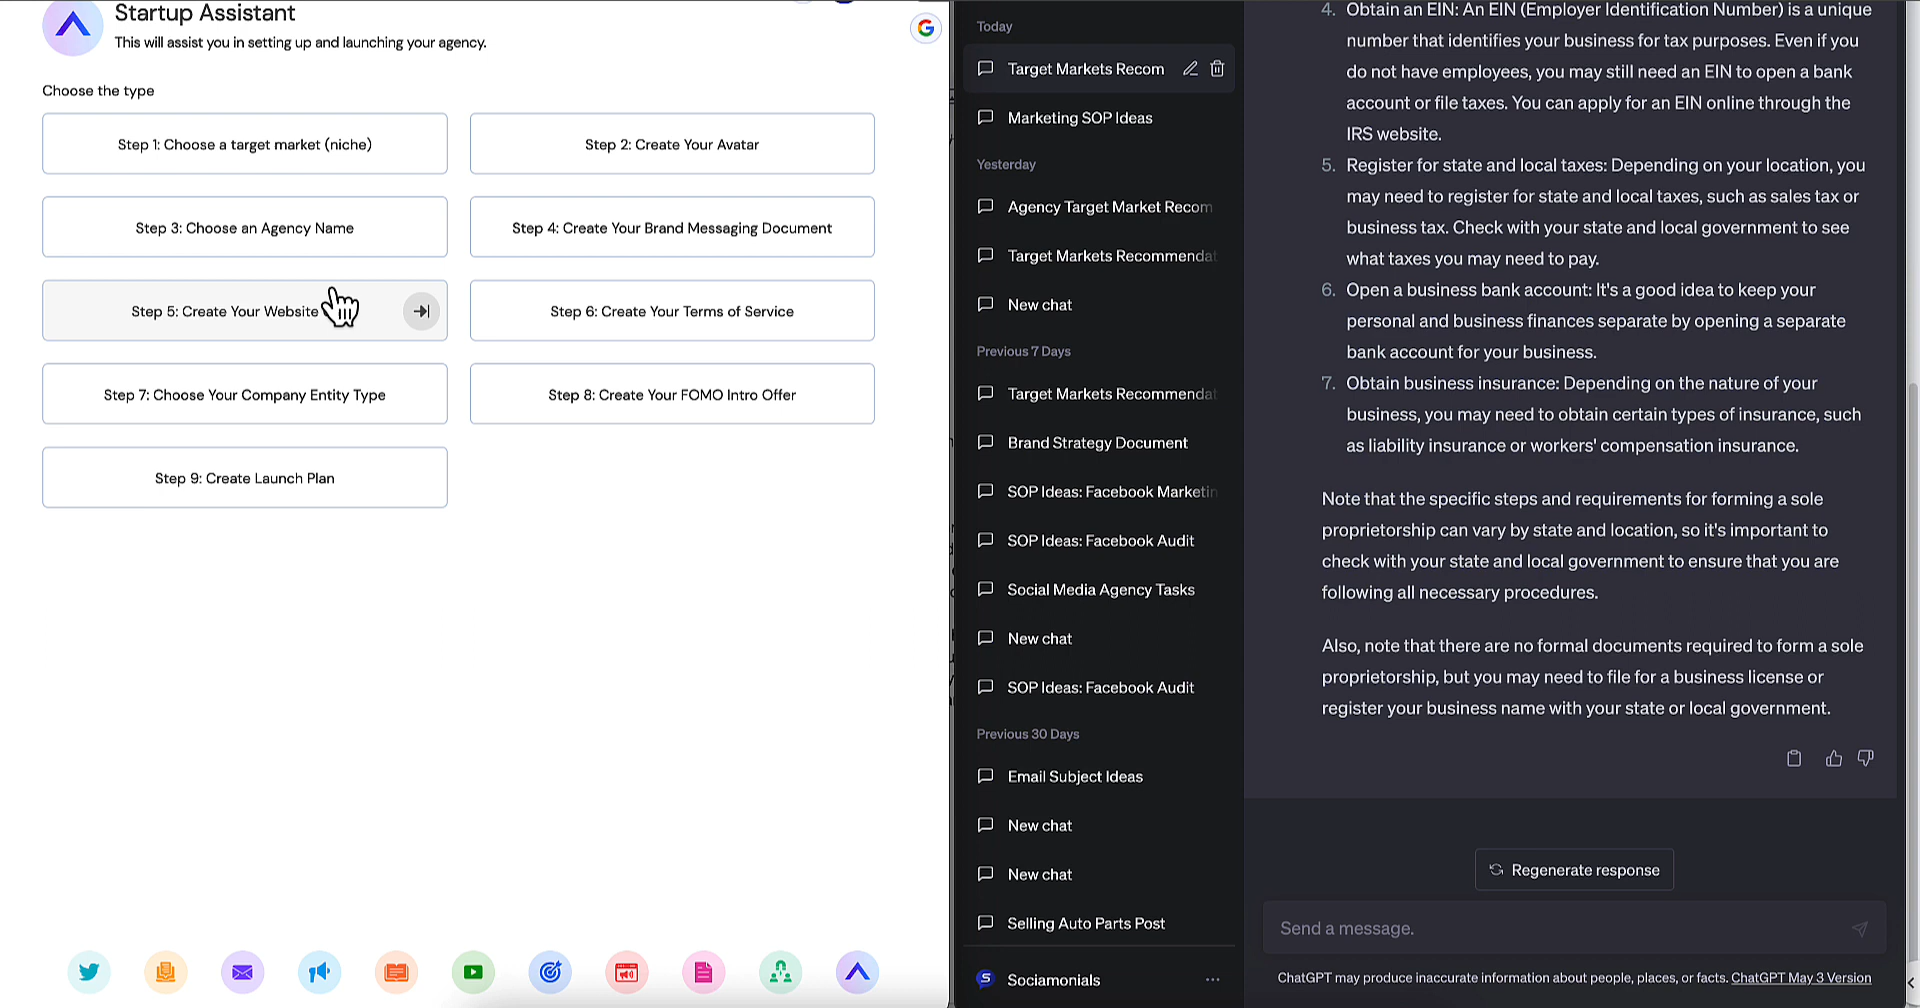 Startup Assistant
This will assist you in setting up and launching your agency.
Choose the type
Step 1: Choose a target market (niche)
Step 2: Create Your Avatar
Step 3: Choose an Agency Name
Step 4: Create Your Brand Messaging Document
Step 5: Create Your Website
Step 6: Create Your Terms of Service
Step 7: Choose Your Company Entity Type
Step 8: Create Your FOMO Intro Offer
Step 9: Create Launch Plan
Today
Target Markets Recom
Marketing SOP Ideas
Yesterday
Agency Target Market Recom
Target Markets Recommendat
New chat
Previous 7 Days
Target Markets Recommendat
Brand Strategy Document
SOP Ideas: Facebook Marketin
SOP Ideas: Facebook Audit
Social Media Agency Tasks
New chat
SOP Ideas: Facebook Audit
Previous 30 Days
Email Subject Ideas
New chat
New chat
Selling Auto Parts Post
Sociamonials
4. Obtain an EIN: An EIN (Employer Identification Number) is a unique
number that identifies your business for tax purposes. Even if you
do not have employees, you may still need an EIN to open a bank
account or file taxes. You can apply for an EIN online through the
IRS website.
5. Register for state and local taxes: Depending on your location, you
may need to register for state and local taxes, such as sales tax or
business tax. Check with your state and local government to see
what taxes you may need to pay.
6. Open a business bank account: It's a good idea to keep your
personal and business finances separate by opening a separate
bank account for your business.
7. Obtain business insurance: Depending on the nature of your
business, you may need to obtain certain types of insurance, such
as liability insurance or workers' compensation insurance.
Note that the specific steps and requirements for forming a sole
proprietorship can vary by state and location, so it's important to
check with your state and local government to ensure that you are
following all necessary procedures.
Also, note that there are no formal documents required to form a sole
proprietorship, but you may need to file for a business license or
register your business name with your state or local government.
Regenerate response
Send a message.
ChatGPT may produce inaccurate information about people, places, or facts. ChatGPT May 3 Version